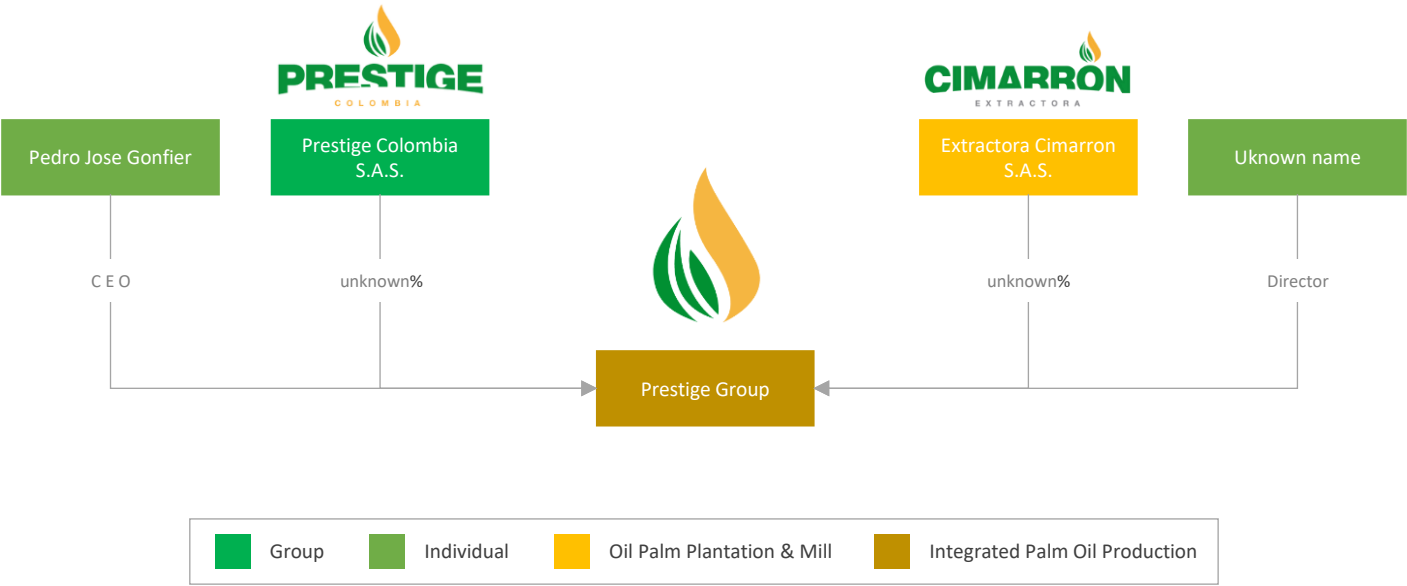 PRESTIGE
COLOMBIA
CIMARRON
EXTRACTORA
Pedro Jose Gonfier
Prestige Colombia
S.A.S.
Extractora Cimarron
S.A.S.
Uknown name
CEO
unknown%
unknown%
Director
Prestige Group
Group
Individual
Oil Palm Plantation & Mill
Integrated Palm Oil Production